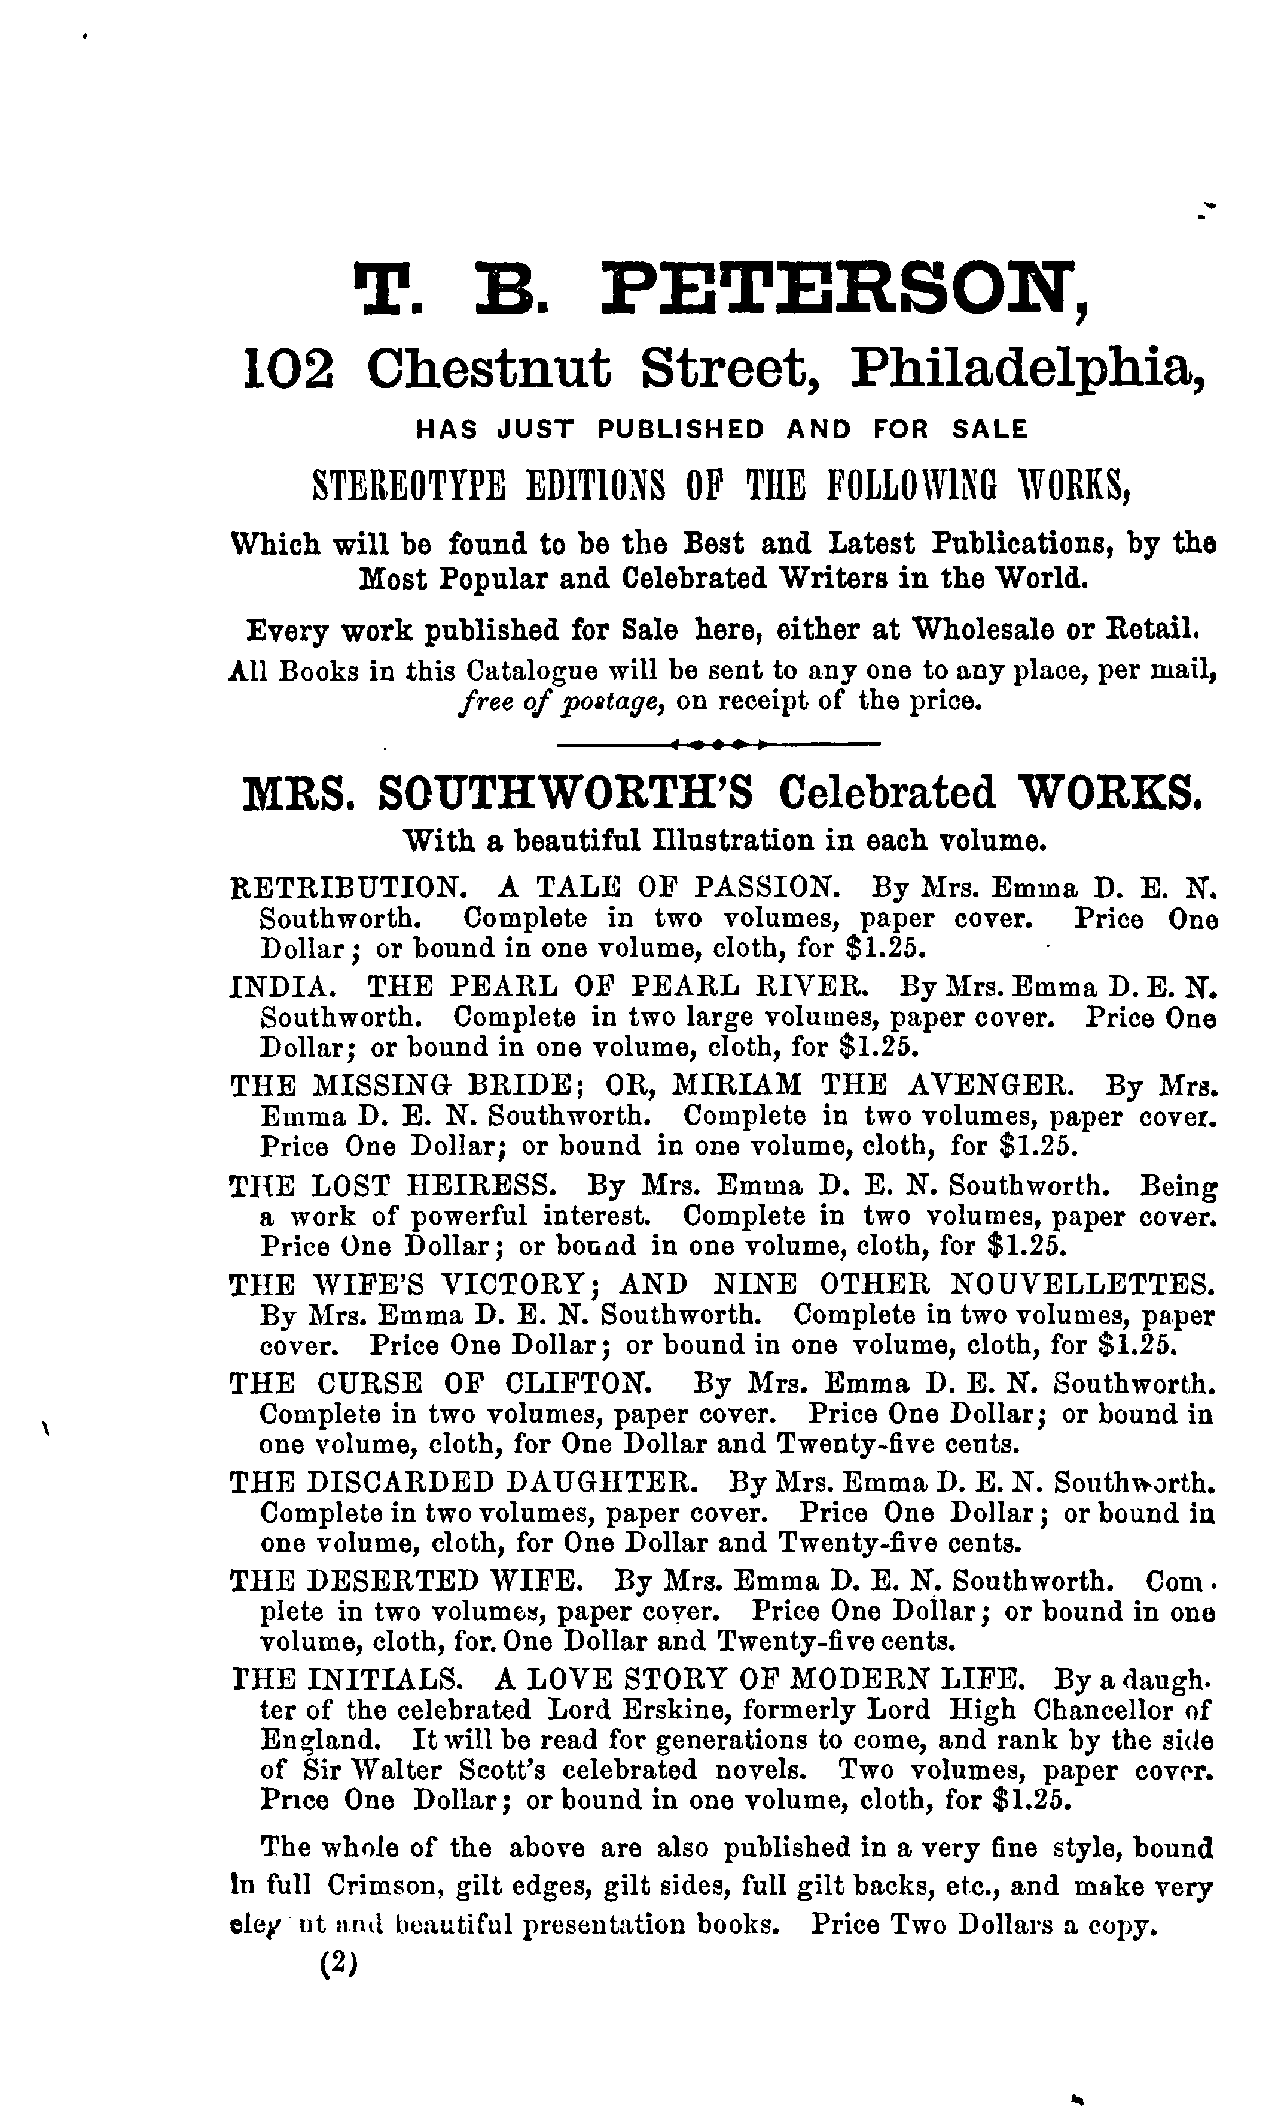 T. B. PETERSON,
102 Chestnut Street, Philadelphia,
HAS JUST PUBLISHED AND FOR SALE
STEREOTYPE EDITIONS OF THE FOLLOWING WORKS,
Which will be found to be the Best and Latest Publications, by the
Most Popular and Celebrated Writers in the World.
Every work published for Sale here, either at Wholesale or Retail.
All Books in this Catalogue will be sent to any one to any place, per mail,
free of postage, on receipt of the price.
MRS. SOUTHWORTH'S Celebrated WORKS.
With a beautiful Illustration in each volume.
RETRIBUTION. A TALE OF PASSION. By Mrs. Emma D. E. N.
Southworth. Complete in two volumes, paper cover. Price One
Dollar; or bound in one volume, cloth, for $1.25.
INDIA. THE PEARL OF PEARL RIVER. By Mrs. Emma D. E. N.
Southworth. Complete in two large volumes, paper cover. Price One
Dollar; or bound in one volume, cloth, for $1.25.
THE MISSING BRIDE; OR, MIRIAM THE AVENGER. By Mrs.
Emma D. E. N. Southworth. Complete in two volumes, paper cover.
Price One Dollar; or bound in one volume, cloth, for $1.25.
THE LOST HEIRESS. By Mrs. Emma D. E. N. Southworth. Being
a work of powerful interest. Complete in two volumes, paper cover.
Price One Dollar; or bound in one volume, cloth, for $1.25.
THE WIFE'S VICTORY; AND NINE OTHER NOUVELLETTES.
By Mrs. Emma D. E. N. Southworth. Complete in two volumes, paper
cover. Price One Dollar; or bound in one volume, cloth, for $1.25.
THE CURSE OF CLIFTON. By Mrs. Emma D. E. N. Southworth.
Complete in two volumes, paper cover. Price One Dollar; or bound in
one volume, cloth, for One Dollar and Twenty-five cents.
THE DISCARDED DAUGHTER. By Mrs. Emma D. E. N. Southworth.
Complete in two volumes, paper cover. Price One Dollar; or bound in
one volume, cloth, for One Dollar and Twenty-five cents.
THE DESERTED WIFE. By Mrs. Emma D. E. N. Southworth. Com-
plete in two volumes, paper cover. Price One Dollar; or bound in one
volume, cloth, for. One Dollar and Twenty-five cents.
THE INITIALS. A LOVE STORY OF MODERN LIFE. By a daugh-
ter of the celebrated Lord Erskine, formerly Lord High Chancellor of
England. It will be read for generations to come, and rank by the side
of Sir Walter Scott's celebrated novels. Two volumes, paper cover.
Price One Dollar; or bound in one volume, cloth, for $1.25.
The whole of the above are also published in a very fine style, bound
in full Crimson, gilt edges, gilt sides, full gilt backs, etc., and make very
elegant and beautiful presentation books. Price Two Dollars a copy.
(2)